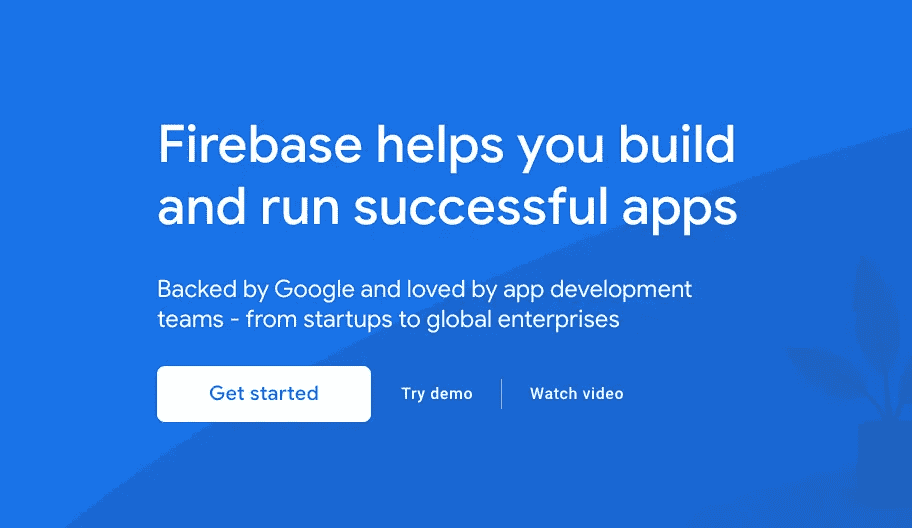 Firebase helps you build
and run successful apps
Backed by Google and loved by app development
teams - from startups to global enterprises
Get started
Try demo
Watch video